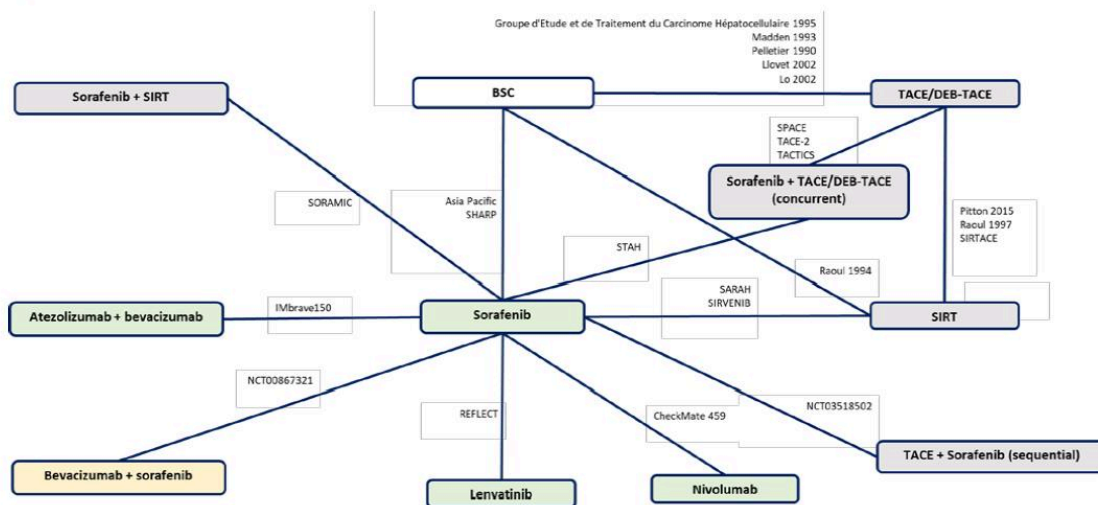 Groupe d'Etude et de Traitement du Carcinome Hépatocellulaire 1995
Madden 1993
Pelletier 1990
Llovet 2002
Lo 2002
Sorafenib + SIRT
BSC
TACE/DEB-TACE
SPACE
TACE-2
TACTICS
Sorafenib + TACE/DEB-TACE
(concurrent)
SORAMIC
Asia Pacific
SHARP
STAH
Pitton 2015
Raoul 1997
SIRTACE
Raoul 1994
SARAH
SIRVENIB
IMbrave150
Atezolizumab + bevacizumab
Sorafenib
SIRT
NCT00867321
REFLECT
CheckMate 459
NCT03518502
Bevacizumab + sorafenib
Lenvatinib
Nivolumab
TACE + Sorafenib (sequential)